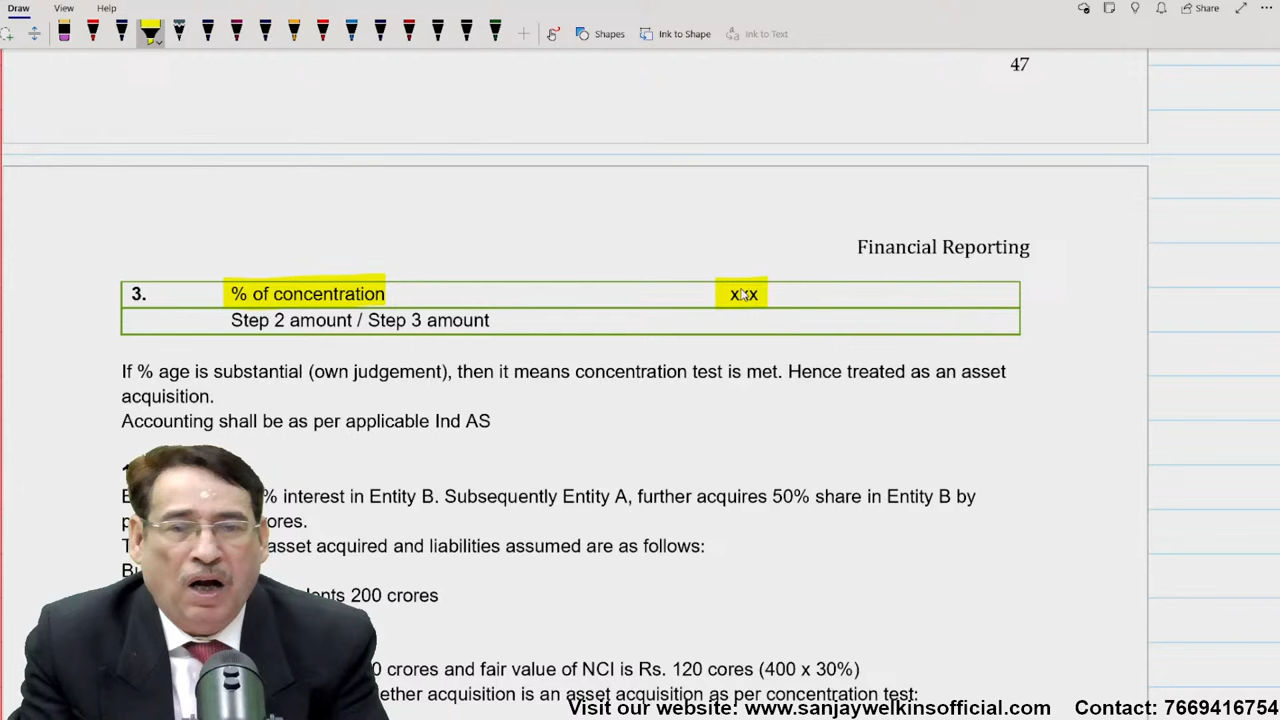 Draw View Help Share
Shapes Ink to Shape Ink to Text
47
Financial Reporting
3. % of concentration
Step 2 amount / Step 3 amount
If % age is substantial (own judgement), then it means concentration test is met. Hence treated as an asset
acquisition.
Accounting shall be as per applicable Ind AS
% interest in Entity B. Subsequently Entity A, further acquires 50% share in Entity B by
ores.
asset acquired and liabilities assumed are as follows:
200 crores
0 crores and fair value of NCI is Rs. 120 cores (400 x 30%)
acquisition is an asset acquisition as per concentration test:
Visit our website: www.sanjaywelkinsofficial.com Contact: 7669416754